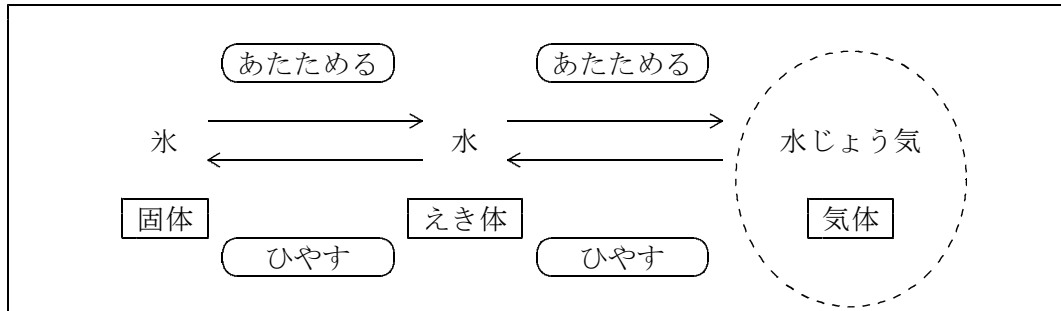 あたためる あたためる
氷 水 水じょう気
固体 えき体 気体
ひやす ひやす